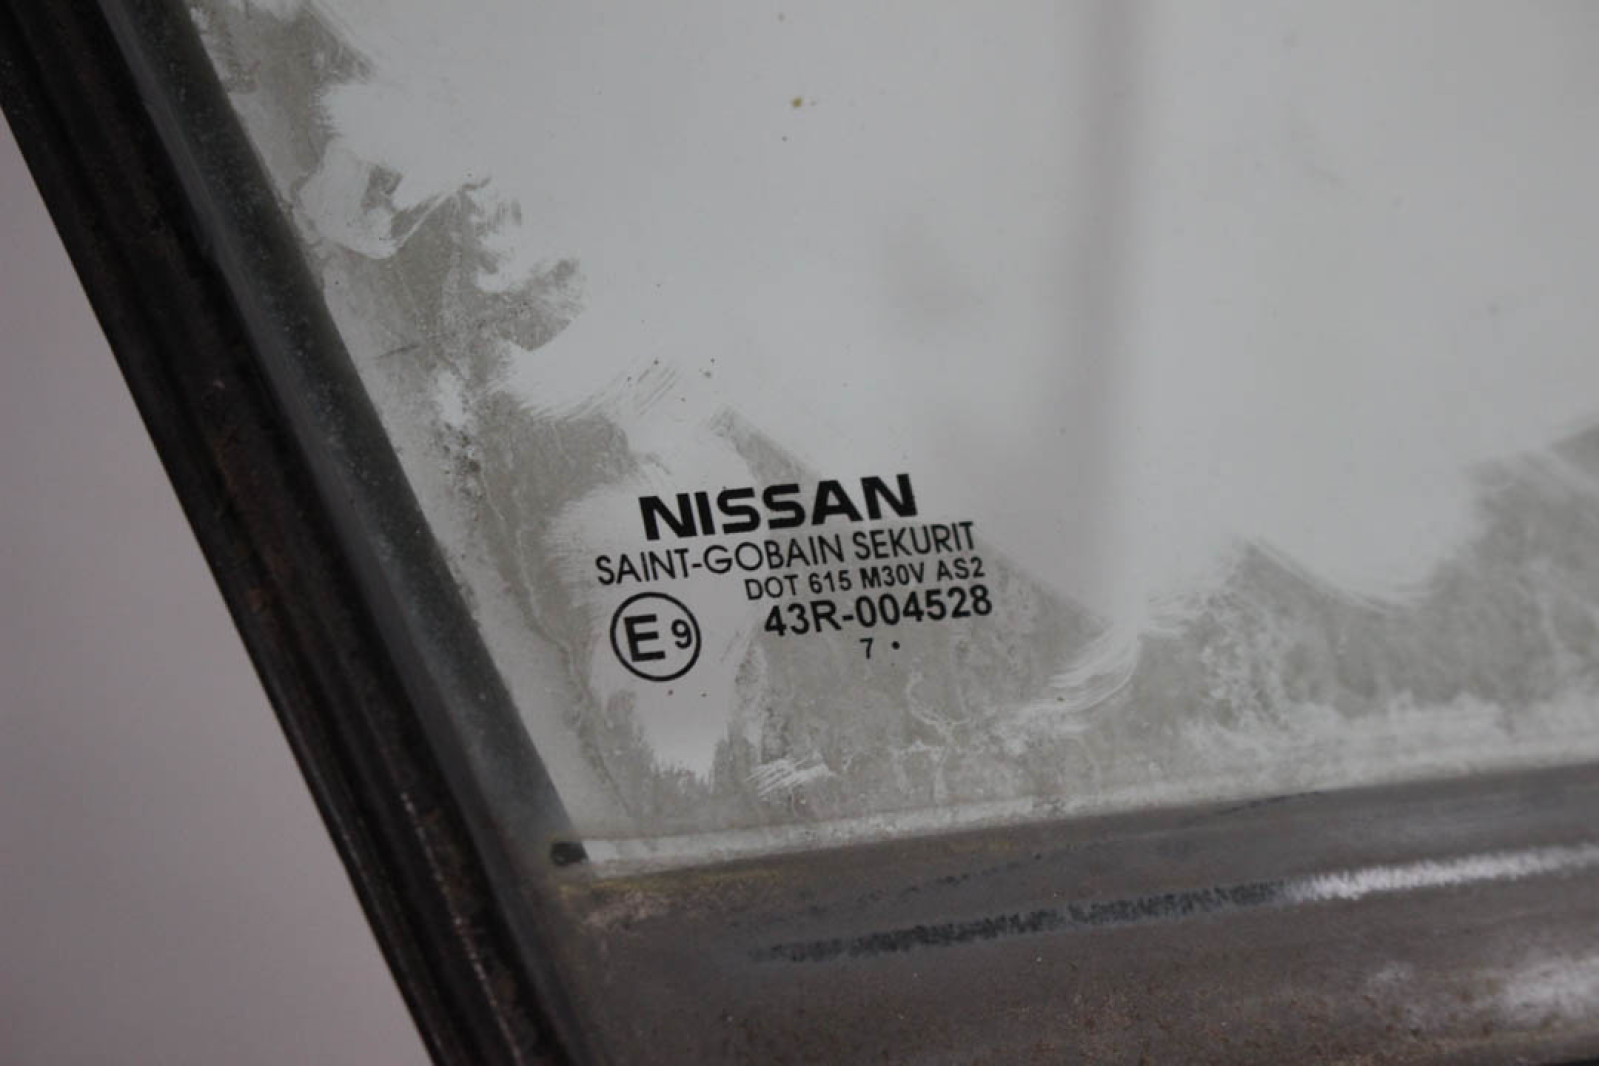 NISSAN
SAINT-GOBAIN SEKURIT
DOT 615 M30V AS2
E9 43R-004528
7 •